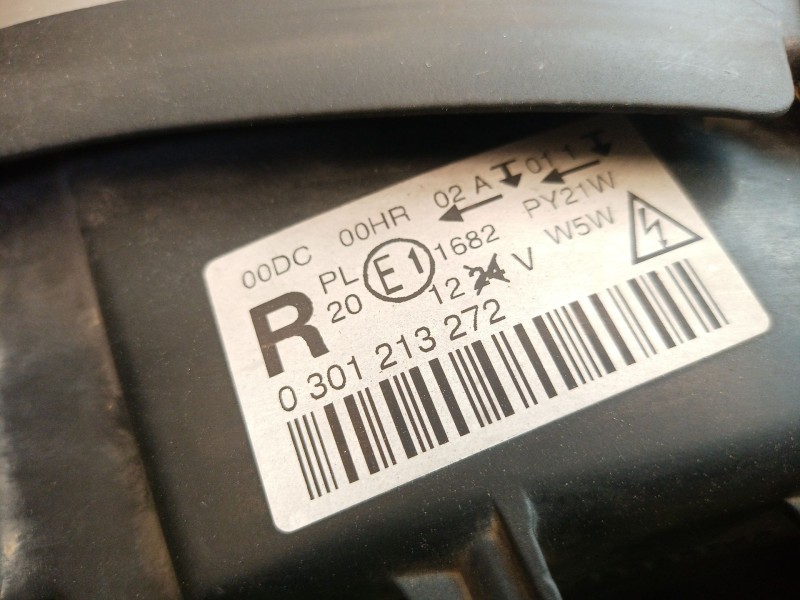 00DC 00HR 02 A 01 1
PL E1 1682 PY21W
R 20 12 24 V W5W
0 301 213 272